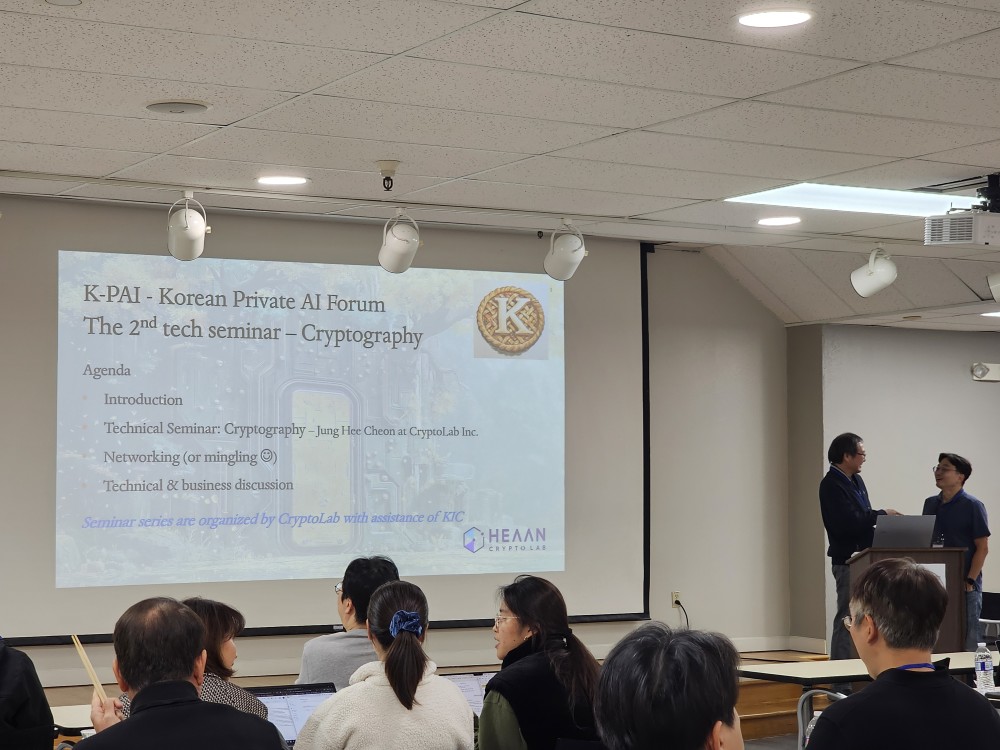 K-PAI - Korean Private AI Forum
The 2nd tech seminar – Cryptography
K
Agenda
Introduction
Technical Seminar: Cryptography – Jung Hee Cheon at CryptoLab Inc.
Networking (or mingling ☺)
Technical & business discussion
Seminar series are organized by CryptoLab with assistance of KIC
HEAAN
CRYPTO LAB